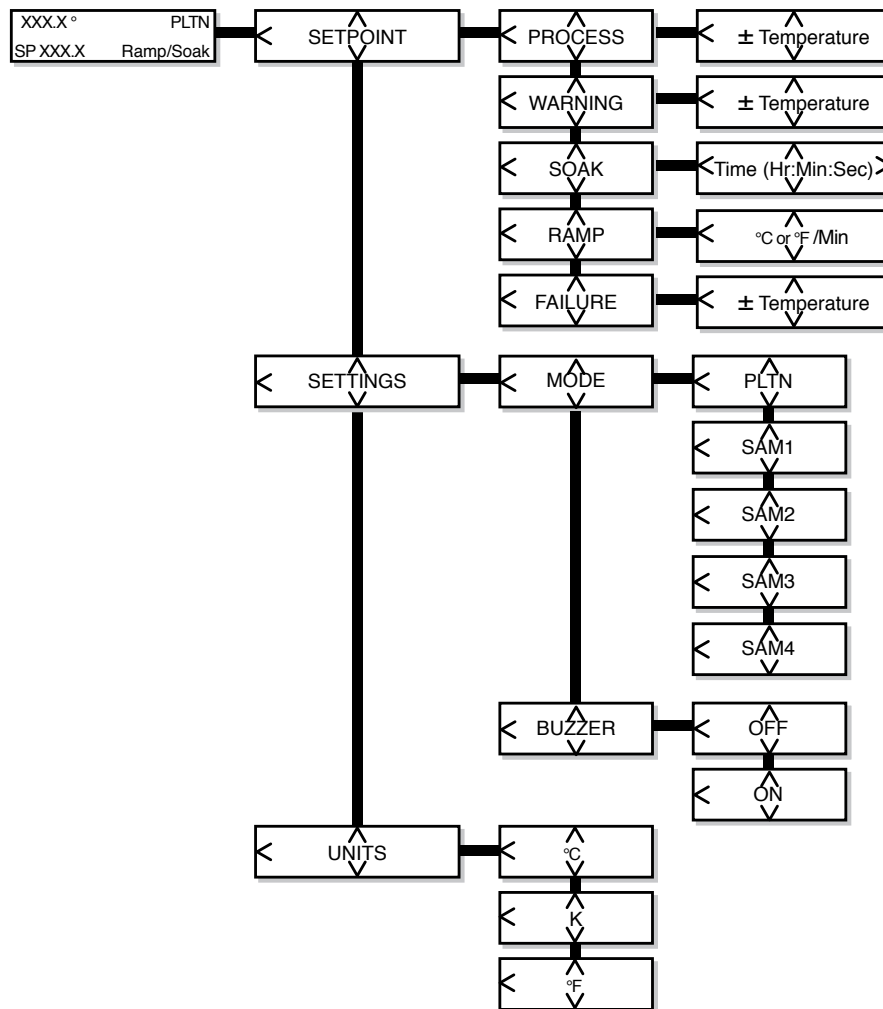 XXX.X ° PLTN
SP XXX.X Ramp/Soak
SETPOINT
PROCESS
± Temperature
WARNING
± Temperature
SOAK
Time (Hr:Min:Sec)
RAMP
°C or °F /Min
FAILURE
± Temperature
SETTINGS
MODE
PLTN
SAM1
SAM2
SAM3
SAM4
BUZZER
OFF
ON
UNITS
°C
K
°F